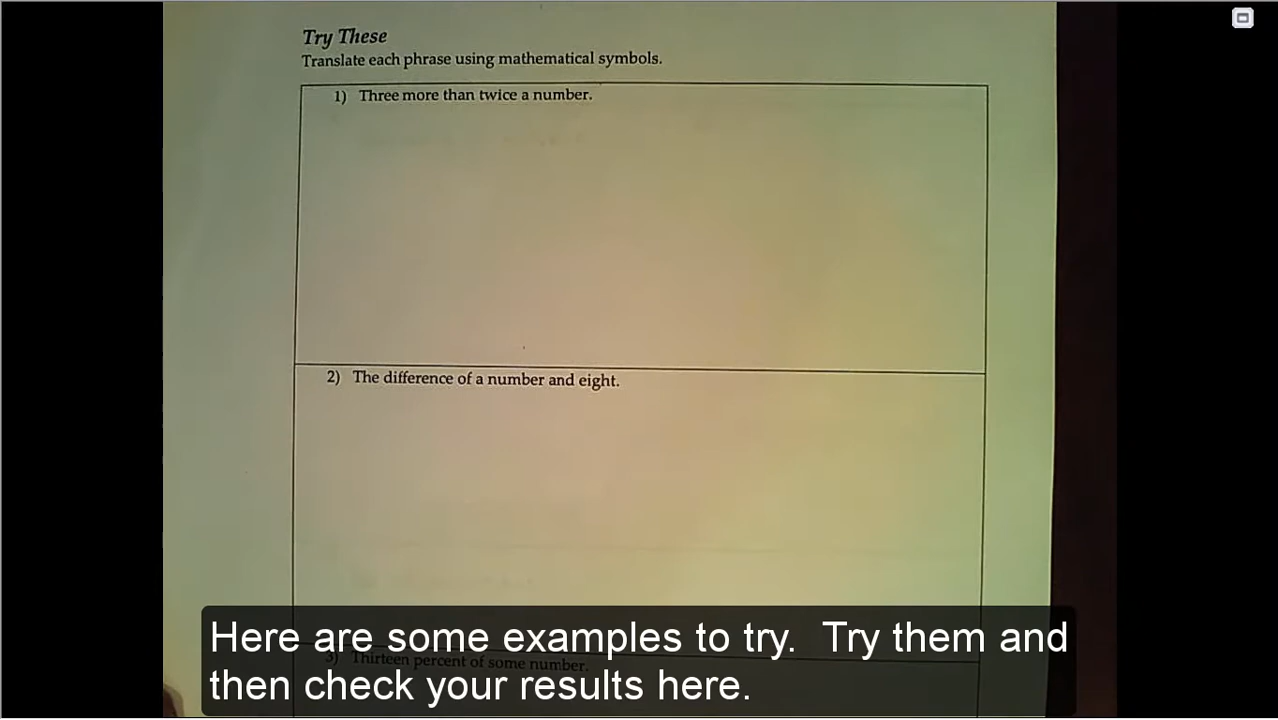 Try These
Translate each phrase using mathematical symbols.
1) Three more than twice a number.
2) The difference of a number and eight.
3) Thirteen percent of some number.
Here are some examples to try. Try them and
then check your results here.